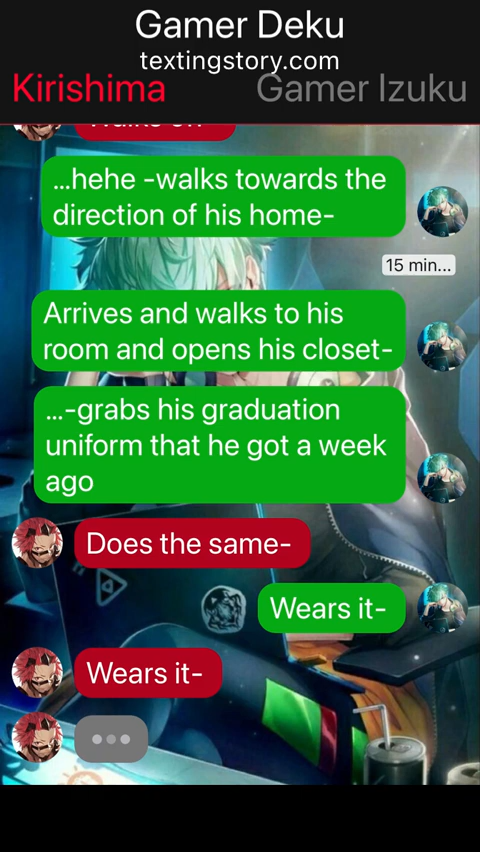 Gamer Deku
textingstory.com
Kirishima
Gamer Izuku
...hehe -walks towards the
direction of his home-
15 min...
Arrives and walks to his
room and opens his closet-
...-grabs his graduation
uniform that he got a week
ago
Does the same-
Wears it-
Wears it-